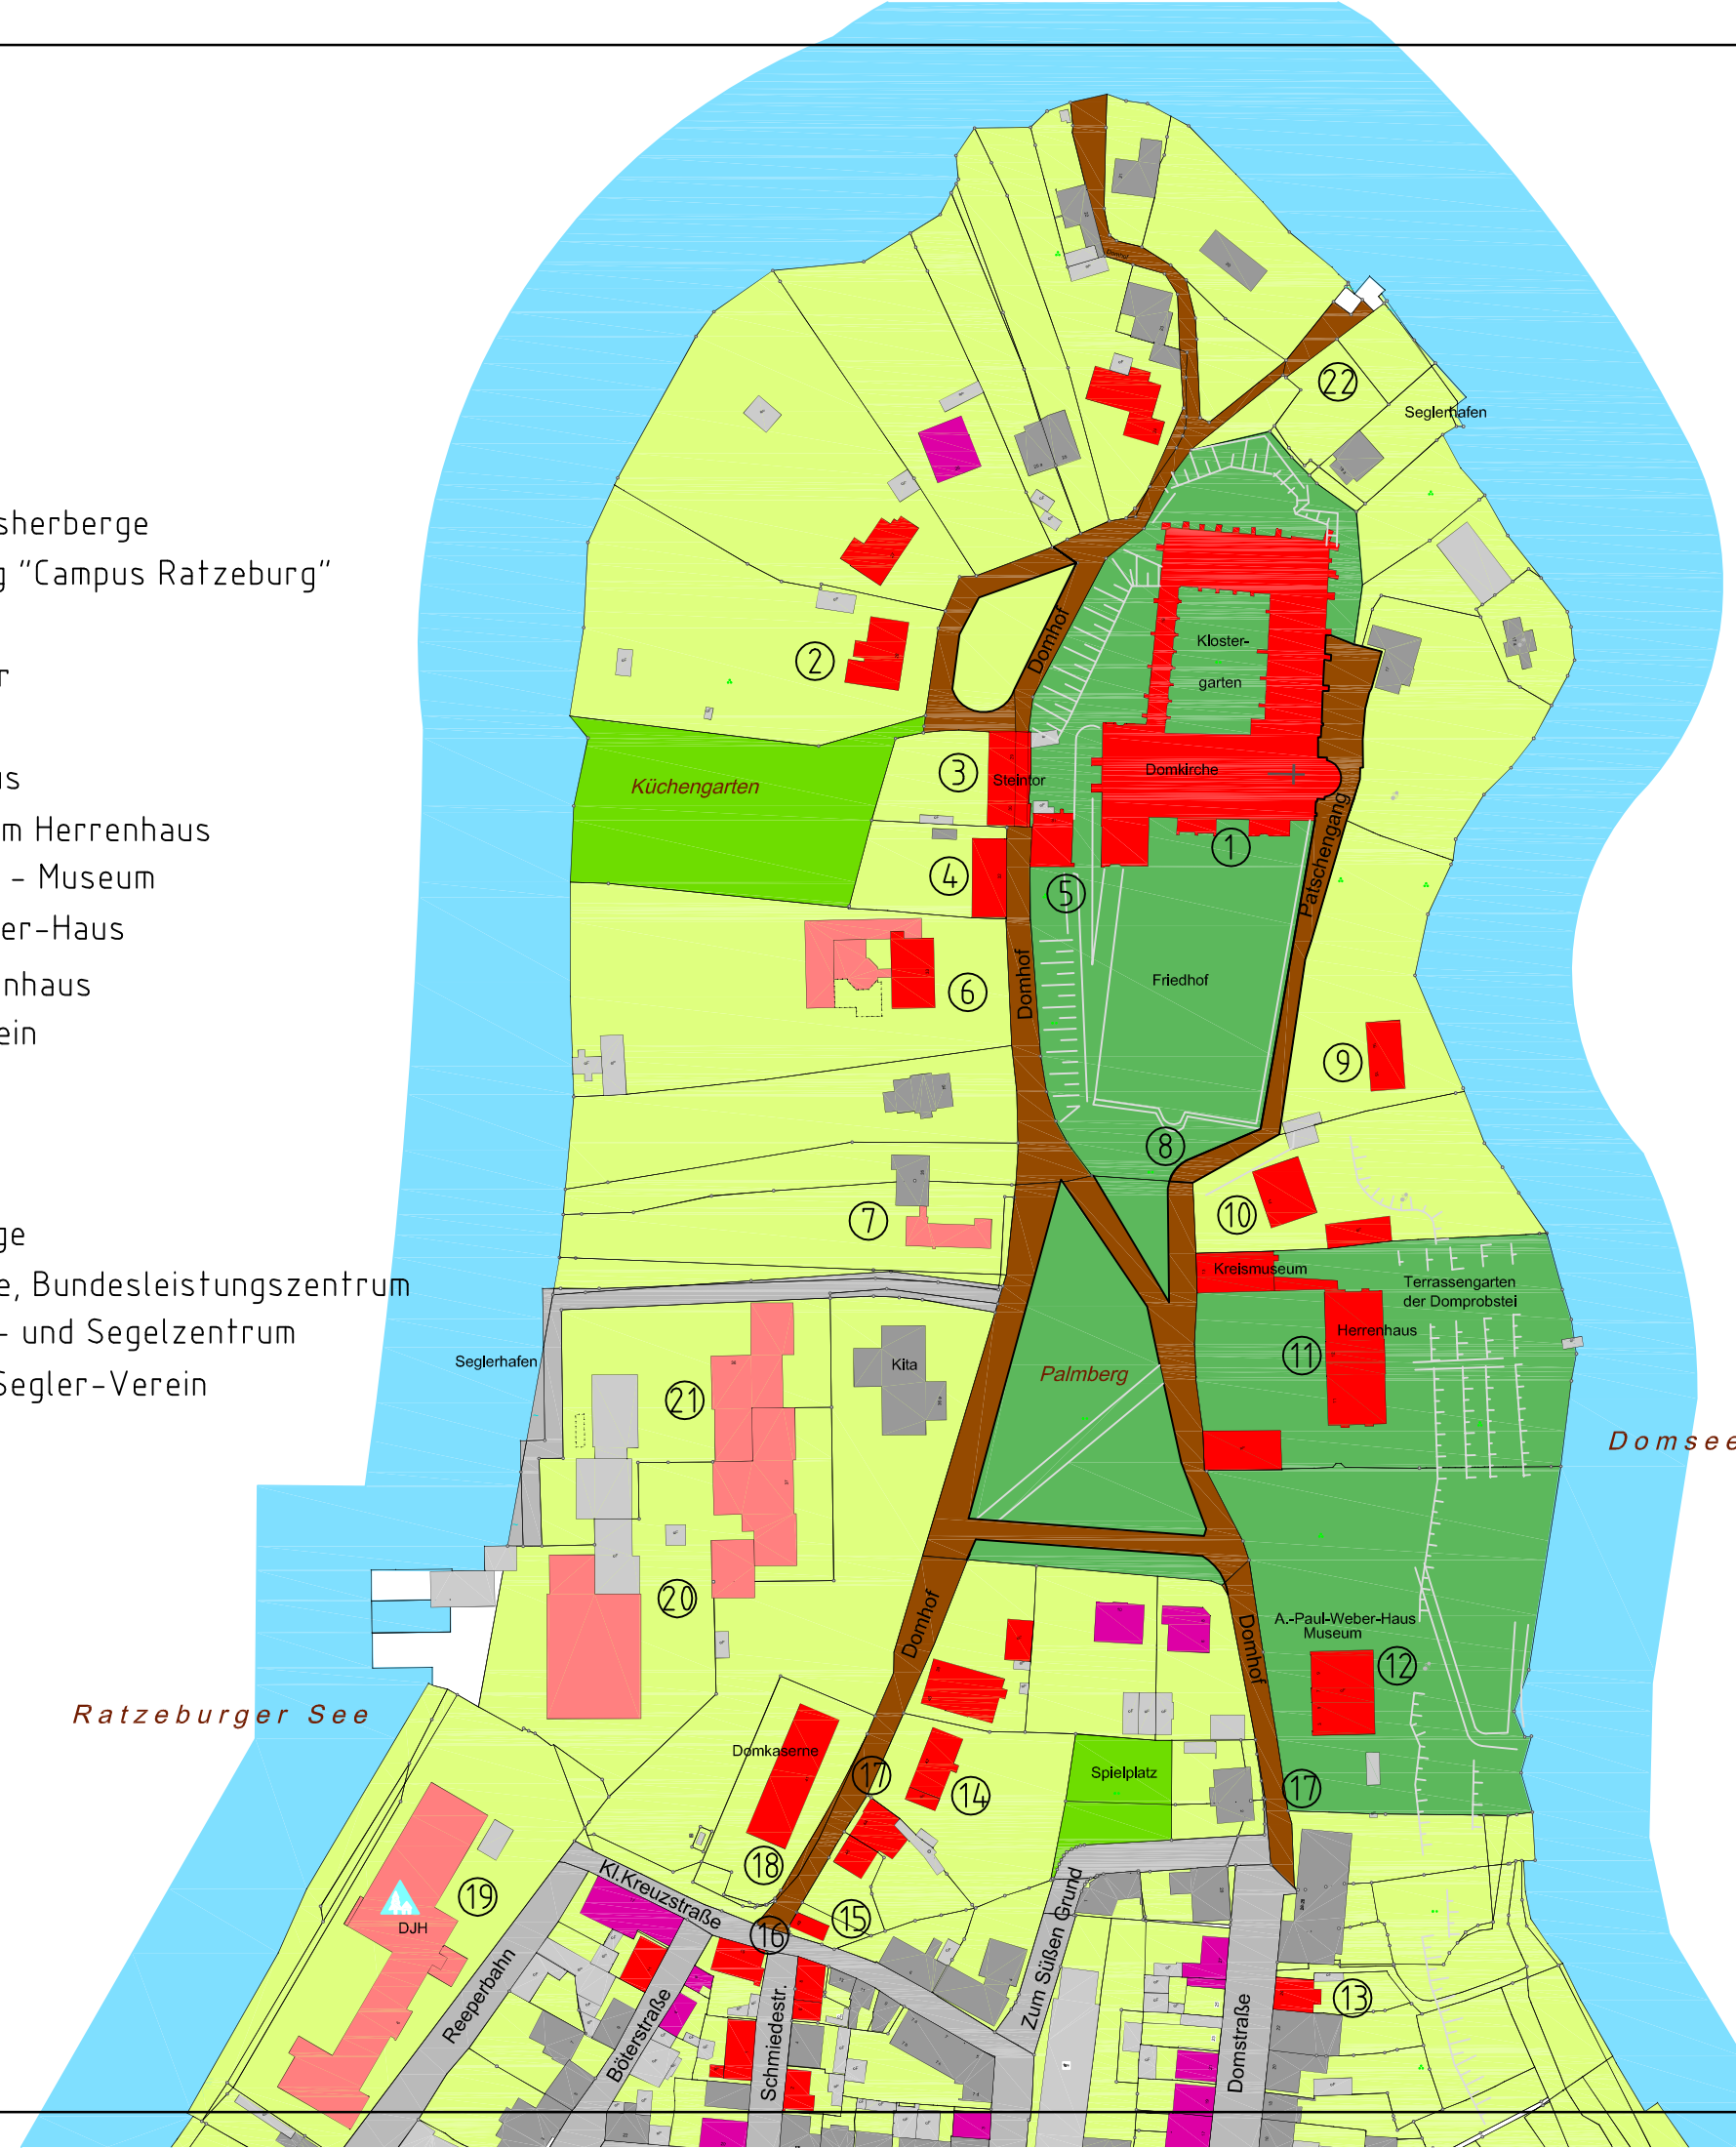 sherberge
g "Campus Ratzeburg"
r
us
m Herrenhaus
- Museum
er-Haus
nhaus
ein
ge
e, Bundesleistungszentrum
- und Segelzentrum
Segler-Verein
22
Seglerhafen
Kloster-
garten
Domhof
2
Küchengarten
3
Steintor
Domkirche
1
Patschengang
4
5
6
Domhof
Friedhof
9
8
7
10
Kreismuseum
Terrassengarten
der Domprobstei
Herrenhaus
11
Seglerhafen
21
Kita
Palmberg
Domsee
20
Domhof
Domhof
A.-Paul-Weber-Haus
Museum
12
Ratzeburger See
Domkaserne
17
14
Spielplatz
17
18
19
DJH
Kl.Kreuzstraße
15
16
Reeperbahn
Böterstraße
Schmiedestr.
Zum Süßen Grund
Domstraße
13